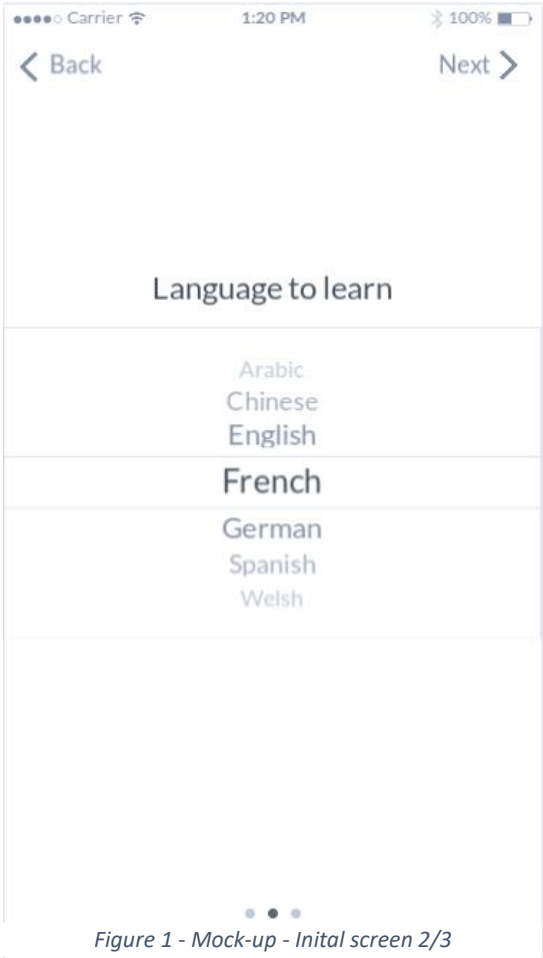 Carrier 1:20 PM 100%
Back Next
Language to learn
Arabic
Chinese
English
French
German
Spanish
Welsh
Figure 1 - Mock-up - Inital screen 2/3